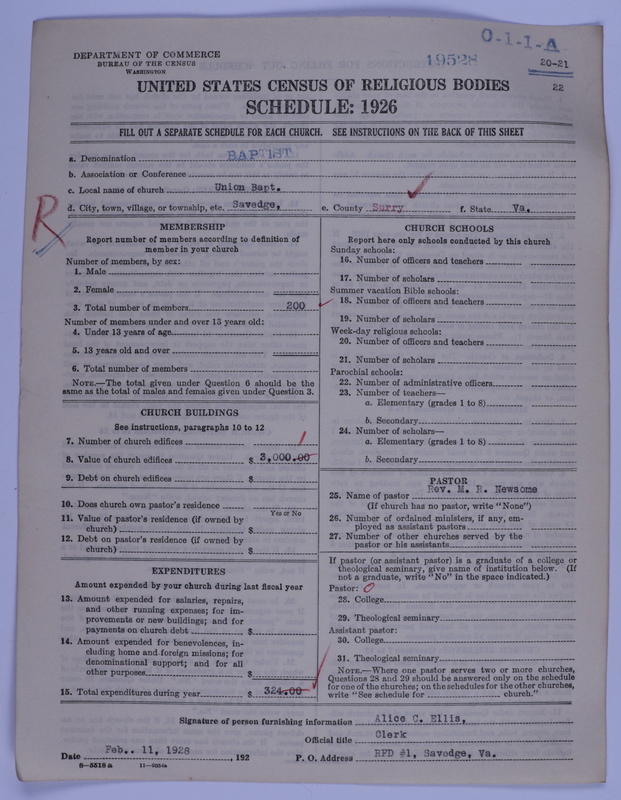 O-1-1-A
DEPARTMENT OF COMMERCE
BUREAU OF THE CENSUS
WASHINGTON
19528
20-21
22
UNITED STATES CENSUS OF RELIGIOUS BODIES
SCHEDULE: 1926
FILL OUT A SEPARATE SCHEDULE FOR EACH CHURCH. SEE INSTRUCTIONS ON THE BACK OF THIS SHEET
a. Denomination BAPTIST
b. Association or Conference
c. Local name of church Union Bapt.
d. City, town, village, or township, etc. Savedge, e. County Surry f. State Va.
R
MEMBERSHIP
Report number of members according to definition of
member in your church
Number of members, by sex:
1. Male
2. Female
3. Total number of members 200
Number of members under and over 13 years old:
4. Under 13 years of age
5. 13 years old and over
6. Total number of members
NOTE.—The total given under Question 6 should be the
same as the total of males and females given under Question 3.
CHURCH BUILDINGS
See instructions, paragraphs 10 to 12
7. Number of church edifices 1
8. Value of church edifices $ 3,000.00
9. Debt on church edifices $
10. Does church own pastor's residence
Yes or No
11. Value of pastor's residence (if owned by
church) $
12. Debt on pastor's residence (if owned by
church) $
EXPENDITURES
Amount expended by your church during last fiscal year
13. Amount expended for salaries, repairs,
and other running expenses; for im-
provements or new buildings; and for
payments on church debt $
14. Amount expended for benevolences, in-
cluding home and foreign missions; for
denominational support; and for all
other purposes $
15. Total expenditures during year $ 324.00
CHURCH SCHOOLS
Report here only schools conducted by this church
Sunday schools:
16. Number of officers and teachers
17. Number of scholars
Summer vacation Bible schools:
18. Number of officers and teachers
19. Number of scholars
Week-day religious schools:
20. Number of officers and teachers
21. Number of scholars
Parochial schools:
22. Number of administrative officers
23. Number of teachers—
a. Elementary (grades 1 to 8)
b. Secondary
24. Number of scholars—
a. Elementary (grades 1 to 8)
b. Secondary
PASTOR
25. Name of pastor Rev. M. R. Newsome
(If church has no pastor, write "None")
26. Number of ordained ministers, if any, em-
ployed as assistant pastors
27. Number of other churches served by the
pastor or his assistants
If pastor (or assistant pastor) is a graduate of a college or
theological seminary, give name of institution below. (If
not a graduate, write "No" in the space indicated.)
Pastor: 0
28. College
29. Theological seminary
Assistant pastor:
30. College
31. Theological seminary
NOTE.—Where one pastor serves two or more churches,
Questions 28 and 29 should be answered only on the schedule
for one of the churches; on the schedules for the other churches,
write "See schedule for church."
Signature of person furnishing information Alice C. Ellis,
Official title Clerk
Date Feb.. 11, 1928, 192 P. O. Address RFD #1, Savedge, Va.
8—5518a